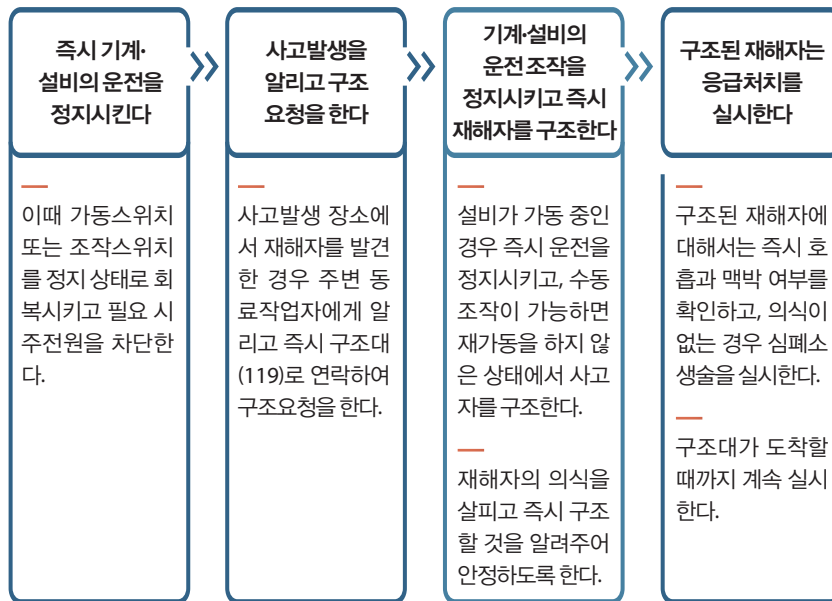 즉시 기계·
설비의 운전을
정지시킨다
이때 가동스위치
또는 조작스위치
를 정지 상태로 회
복시키고 필요 시
주전원을 차단한
다.
사고발생을
알리고 구조
요청을 한다
사고발생 장소에
서 재해자를 발견
한 경우 주변 동
료작업자에게 알
리고 즉시 구조대
(119)로 연락하여
구조요청을 한다.
기계·설비의
운전 조작을
정지시키고 즉시
재해자를 구조한다
설비가 가동 중인
경우 즉시 운전을
정지시키고, 수동
조작이 가능하면
재가동을 하지 않
은 상태에서 사고
자를 구조한다.
재해자의 의식을
살피고 즉시 구조
할 것을 알려주어
안정하도록 한다.
구조된 재해자는
응급처치를
실시한다
구조된 재해자에
대해서는 즉시 호
흡과 맥박 여부를
확인하고, 의식이
없는 경우 심폐소
생술을 실시한다.
구조대가 도착할
때까지 계속 실시
한다.